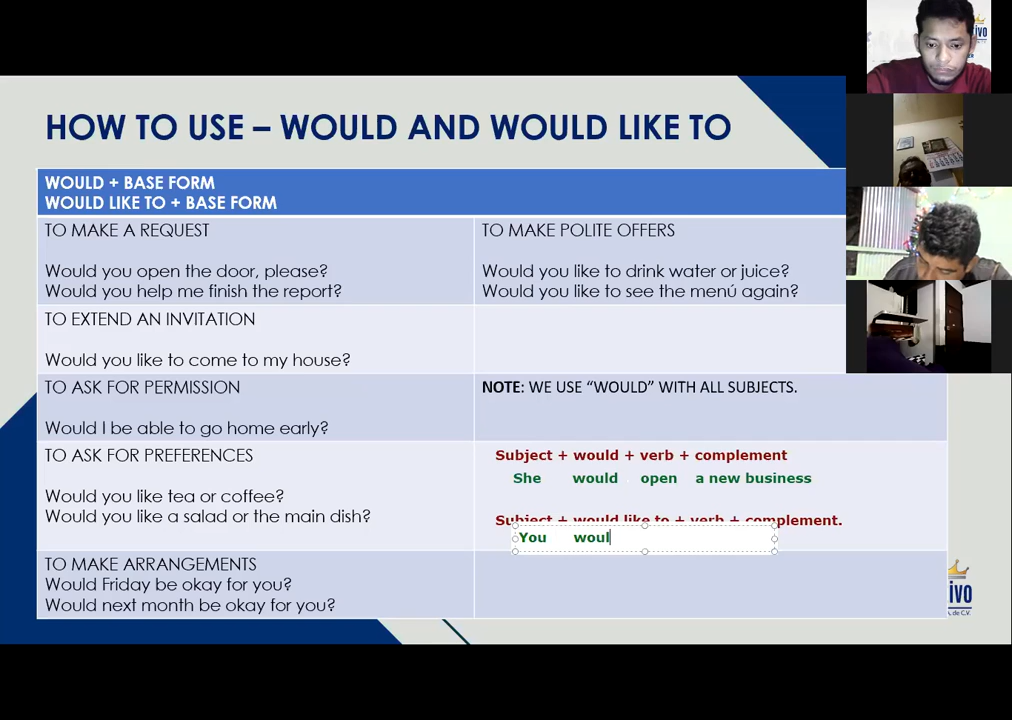 HOW TO USE – WOULD AND WOULD LIKE TO
WOULD + BASE FORM
WOULD LIKE TO + BASE FORM
TO MAKE A REQUEST
Would you open the door, please?
Would you help me finish the report?
TO MAKE POLITE OFFERS
Would you like to drink water or juice?
Would you like to see the menú again?
TO EXTEND AN INVITATION
Would you like to come to my house?
TO ASK FOR PERMISSION
Would I be able to go home early?
NOTE: WE USE “WOULD” WITH ALL SUBJECTS.
TO ASK FOR PREFERENCES
Would you like tea or coffee?
Would you like a salad or the main dish?
Subject + would + verb + complement
She would open a new business
Subject + would like to + verb + complement.
You woul
TO MAKE ARRANGEMENTS
Would Friday be okay for you?
Would next month be okay for you?
ivo
. de C.V.
ivo